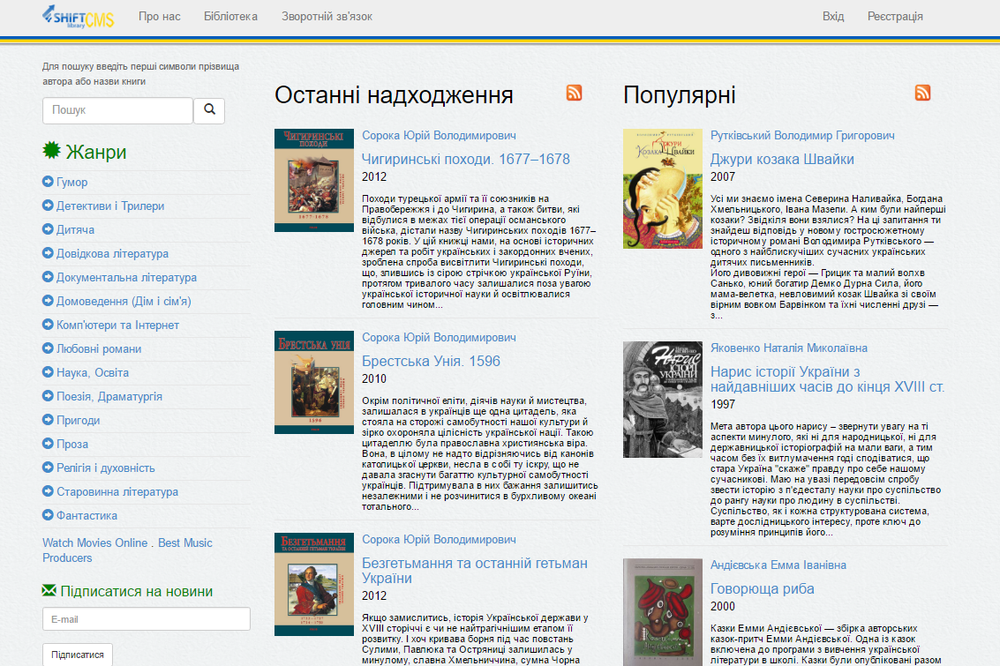 SHIFT CMS
library
Про нас
Бібліотека
Зворотній зв'язок
Вхід
Реєстрація
Для пошуку введіть перші символи прізвища
автора або назви книги
Пошук
Жанри
Гумор
Детективи і Трилери
Дитяча
Довідкова література
Документальна література
Домоведення (Дім і сім'я)
Комп'ютери та Інтернет
Любовні романи
Наука, Освіта
Поезія, Драматургія
Пригоди
Проза
Релігія і духовність
Старовинна література
Фантастика
Watch Movies Online . Best Music
Producers
Підписатися на новини
E-mail
Підписатися
Останні надходження
ЧИГИРИНСЬКІ
ПОХОДИ
1677-1678
Сорока Юрій Володимирович
Чигиринські походи. 1677–1678
2012
Походи турецької армії та її союзників на
Правобережжя і до Чигирина, а також битви, які
відбулися в межах тієї операції османського
війська, дістали назву Чигиринських походів 1677–
1678 років. У цій книжці нами, на основі історичних
джерел та робіт українських і закордонних вчених,
зроблена спроба висвітлити Чигиринські походи,
що, злившись із сірою стрічкою української Руїни,
протягом тривалого часу залишалися поза увагою
української історичної науки й освітлювалися
головним чином...
БРЕСТСЬКА УНІЯ
1596
Сорока Юрій Володимирович
Брестська Унія. 1596
2010
Окрім політичної еліти, діячів науки й мистецтва,
залишалася в українців ще одна цитадель, яка
стояла на сторожі самобутності нашої культури й
зірко охороняла цілісність української нації. Такою
цитаделлю була православна християнська віра.
Вона, в цілому не надто відрізняючись від канонів
католицької церкви, несла в собі ту іскру, що не
давала згаснути багаттю культурної самобутності
українців. Підтримувала в них бажання залишитись
незалежними і не розчинитися в бурхливому океані
тотального...
БЕЗГЕТЬМАННЯ
ТА ОСТАННІЙ ГЕТЬМАН УКРАЇНИ
Сорока Юрій Володимирович
Безгетьмання та останній гетьман
України
2012
Якщо замислитись, історія Української держави у
XVIII сторіччі є чи не найтрагічнішим етапом її
розвитку. І хоч кривава борня під час повстань
Сулими, Павлюка та Остряниці залишилась у
минулому, славна Хмельниччина, сумна Чорна
Популярні
ДЖУРИ
КОЗАКА ШВАЙКИ
Рутківський Володимир Григорович
Джури козака Швайки
2007
Усі ми знаємо імена Северина Наливайка, Богдана
Хмельницького, Івана Мазепи. А ким були найперші
козаки? Звідкіля вони взялися? На ці запитання ти
знайдеш відповідь у новому гостросюжетному
історичному романі Володимира Рутківського —
одного з найблискучіших сучасних українських
дитячих письменників.
Його дивовижні герої — Грицик та малий волхв
Санько, юний богатир Демко Дурна Сила, його
мама-велетка, невловимий козак Швайка зі своїм
вірним вовком Барвінком та їхні численні друзі —
з...
НАРИС
ІСТОРІЇ
УКРАЇНИ
Яковенко Наталія Миколаївна
Нарис історії України з
найдавніших часів до кінця XVIII ст.
1997
Мета автора цього нарису – звернути увагу на ті
аспекти минулого, які ні для народницької, ні для
державницької історіографій на мали ваги, а тим
часом без їх витлумачення годі сподіватися, що
стара Україна "скаже" правду про себе нашому
сучасникові. Маю на увазі передовсім спробу
звести історію з п'єдесталу науки про суспільство
до рангу науки про людину в суспільстві.
Суспільство, як і кожна структурована система,
варте дослідницького інтересу, проте ключ до
розуміння принципів його...
Андієвська Емма Іванівна
Говорюща риба
2000
Казки Емми Андієвської — збірка авторських
казок-притч Емми Андієвської. Одна із казок
включена до програми з вивчення української
літератури в школі. Казки були опубліковані разом